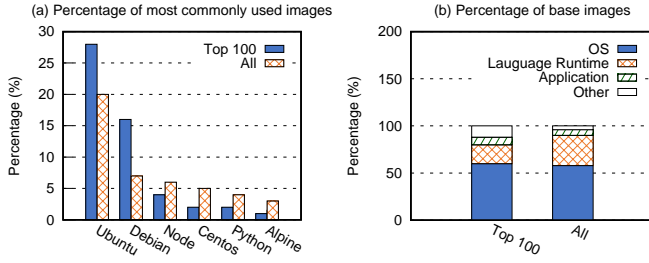 (a) Percentage of most commonly used images
Percentage (%)
30
25
20
15
10
5
0
Top 100
All
Ubuntu
Debian
Node
Centos
Python
Alpine
(b) Percentage of base images
Percentage (%)
200
150
100
50
0
OS
Lauguage Runtime
Application
Other
Top 100
All